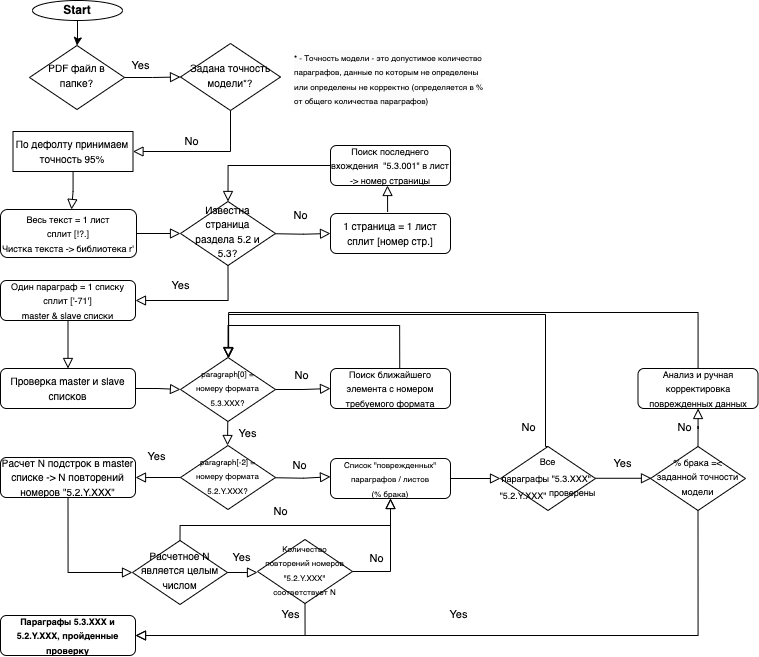 Start
PDF файл в
папке?
Yes
Задана точность
модели*?
* - Точность модели - это допустимое количество
параграфов, данные по которым не определены
или определены не корректно (определяется в %
от общего количества параграфов)
No
По дефолту принимаем
точность 95%
Поиск последнего
вхождения "5.3.001" в лист
-> номер страницы
Весь текст = 1 лист
сплит [!?.]
Чистка текста -> библиотека r'
Известна
страница
раздела 5.2 и
5.3?
No
1 страница = 1 лист
сплит [номер стр.]
Yes
Один параграф = 1 списку
сплит ['-71']
master & slave списки
Проверка master и slave
списков
paragraph[0] =
номеру формата
5.3.XXX?
No
Поиск ближайшего
элемента с номером
требуемого формата
Анализ и ручная
корректировка
поврежденных данных
Yes
No
No
Расчет N подстрок в master
списке -> N повторений
номеров "5.2.Y.XXX"
Yes
paragraph[-2] =
номеру формата
5.2.Y.XXX?
No
Список "поврежденных"
параграфов / листов
(% брака)
Все
параграфы "5.3.XXX"
"5.2.Y.XXX" проверены
Yes
% брака =<
заданной точности
модели
No
Расчетное N
является целым
числом
Yes
Количество
повторений номеров
"5.2.Y.XXX"
соответствует N
No
Yes
Yes
Параграфы 5.3.XXX и
5.2.Y.XXX, пройденные
проверку